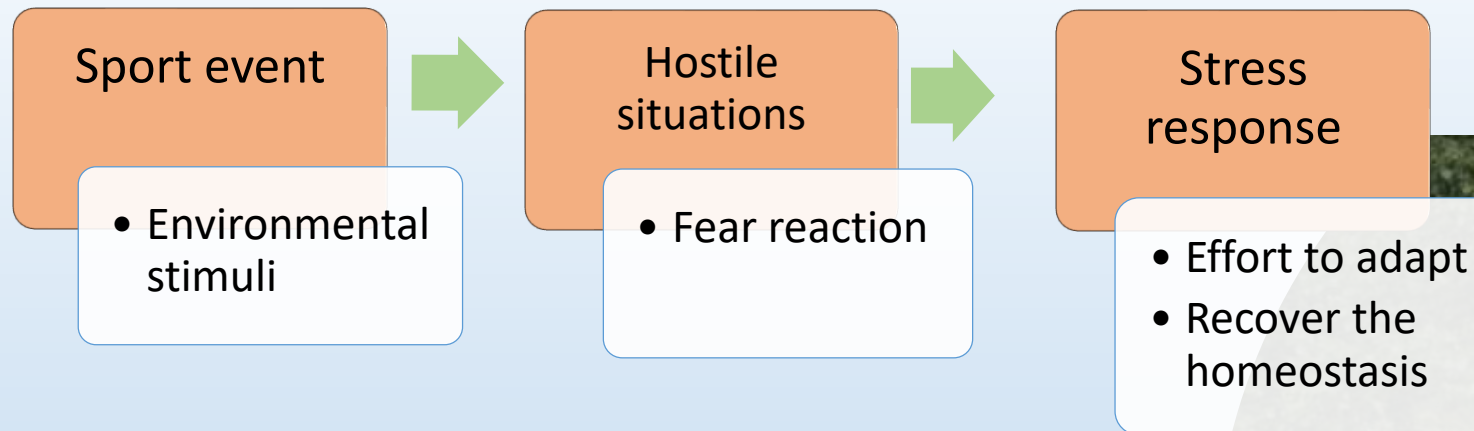 Sport event
• Environmental
stimuli
Hostile
situations
• Fear reaction
Stress
response
• Effort to adapt
• Recover the
homeostasis